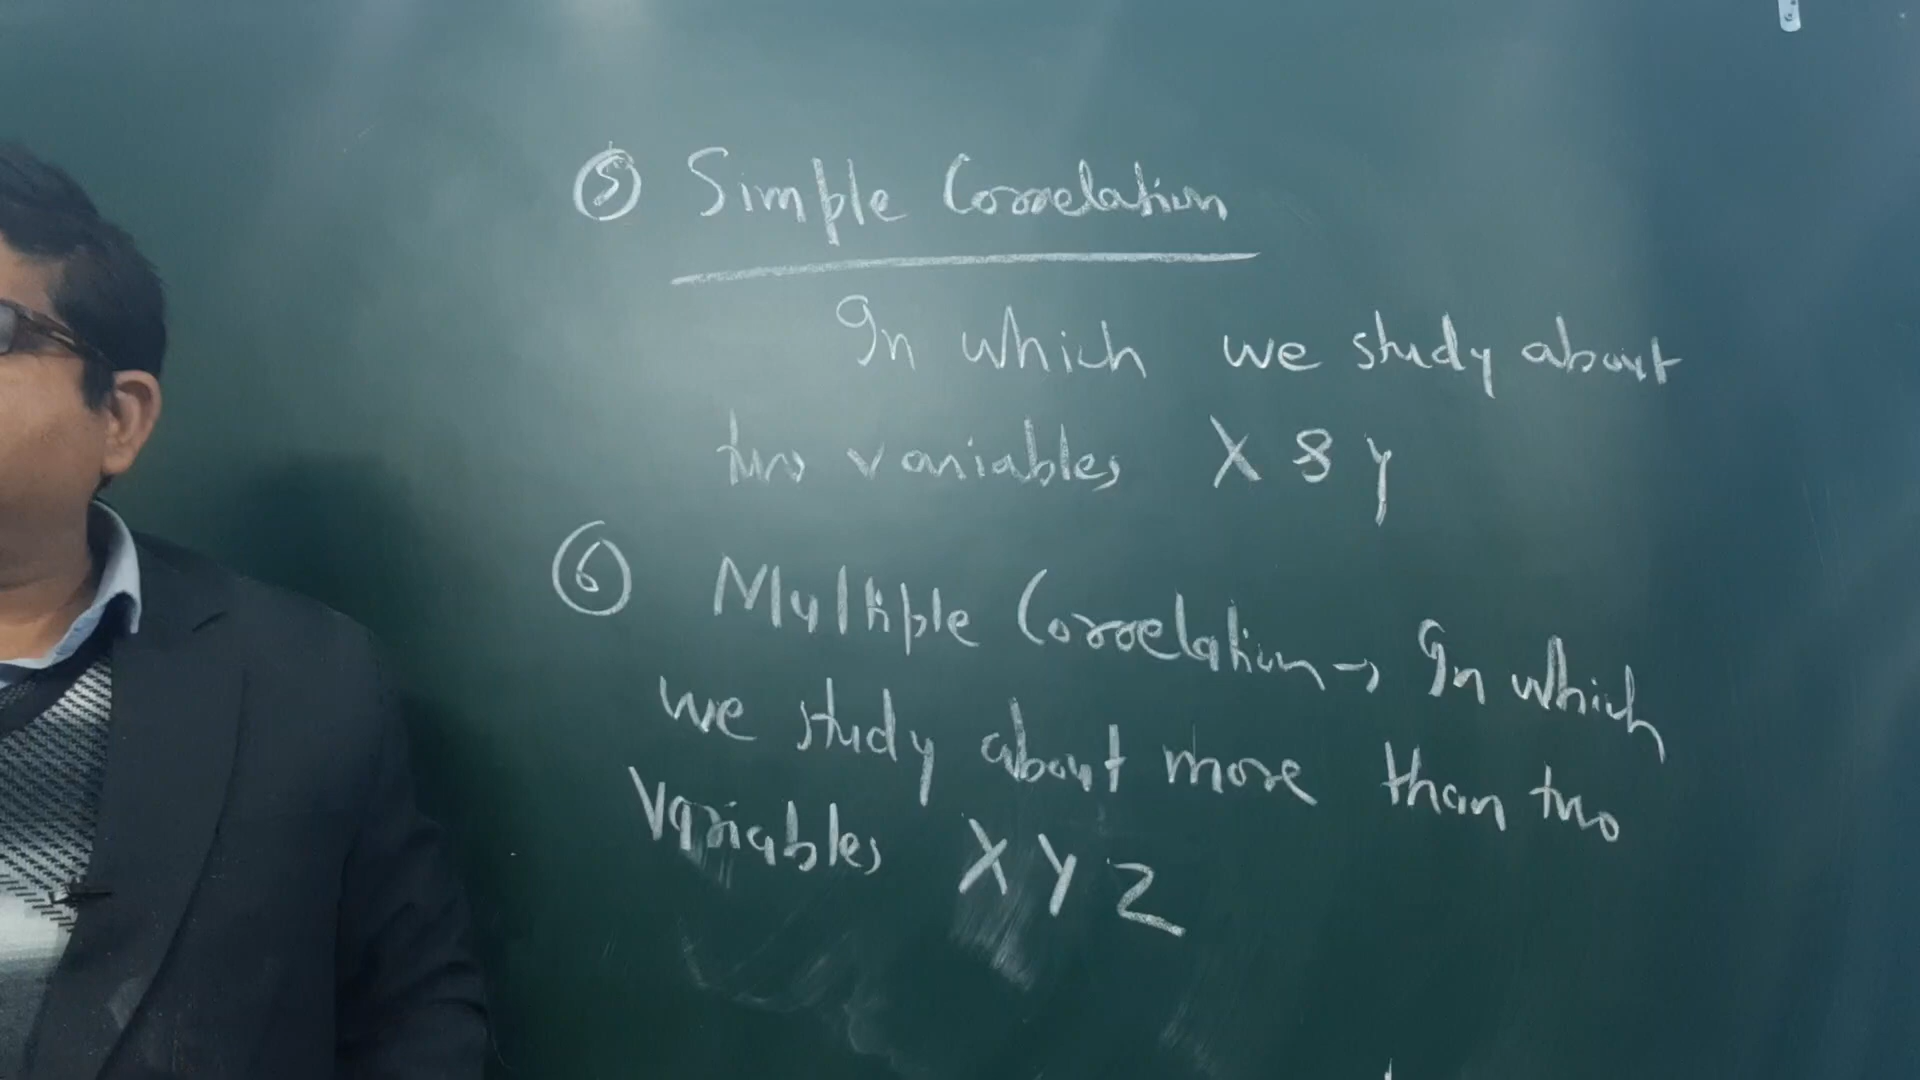 ⑤ Simple Correlation
In which we study about
two variables X & Y
⑥ Multiple Correlation → In which
we study about more than two
Variables X Y Z